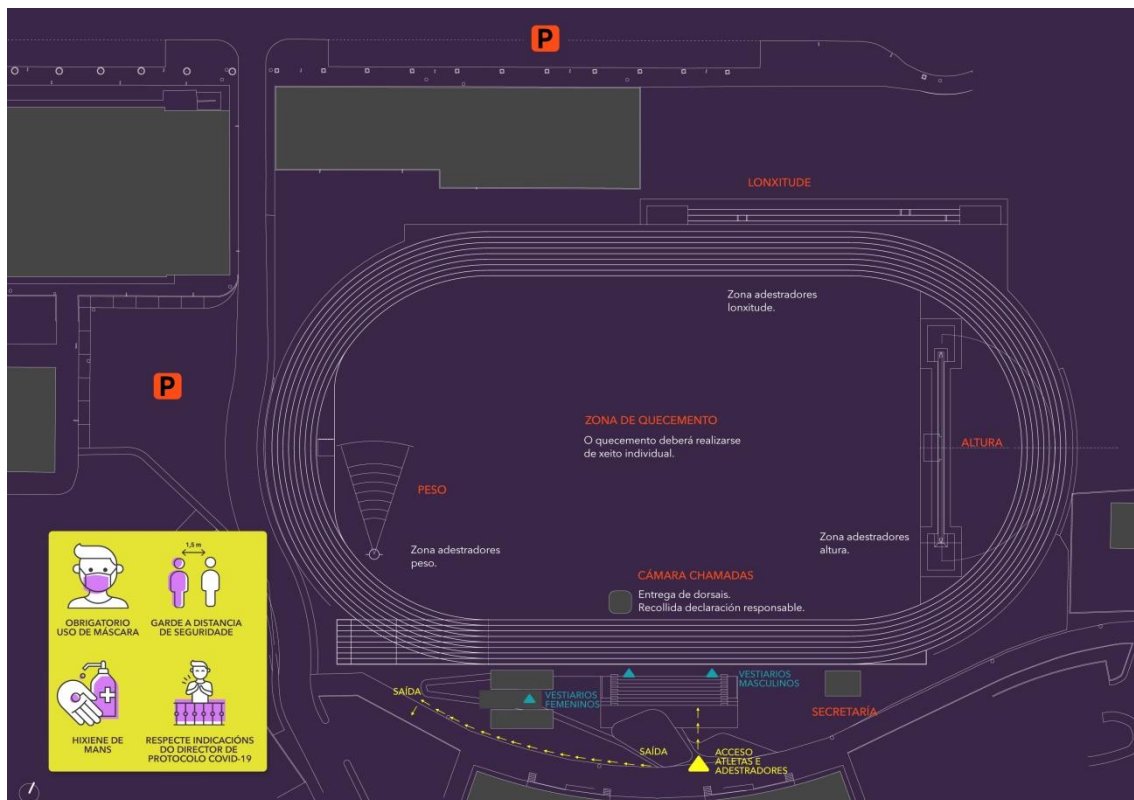 P
LONXITUDE
Zona adestradores
lonxitude.
P
ZONA DE QUECEMENTO
O quecemento deberá realizarse
de xeito individual.
ALTURA
PESO
Zona adestradores
peso.
Zona adestradores
altura.
CÁMARA CHAMADAS
Entrega de dorsais.
Recollida declaración responsable.
1,5 m
OBRIGATORIO
USO DE MÁSCARA
GARDE A DISTANCIA
DE SEGURIDADE
HIXIENE DE
MANS
RESPECTE INDICACIÓNS
DO DIRECTOR DE
PROTOCOLO COVID-19
SAÍDA
VESTIARIOS
FEMENINOS
VESTIARIOS
MASCULINOS
SECRETARÍA
SAÍDA
ACCESO
ATLETAS E
ADESTRADORES